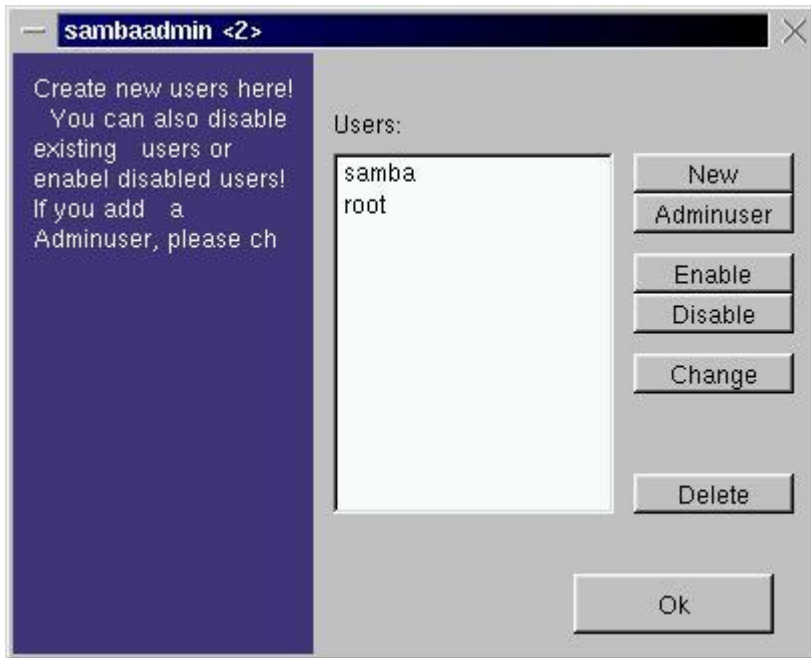 sambaadmin <2>
Create new users here!
You can also disable
existing users or
enabel disabled users!
If you add a
Adminuser, please ch
Users:
samba
root
New
Adminuser
Enable
Disable
Change
Delete
Ok